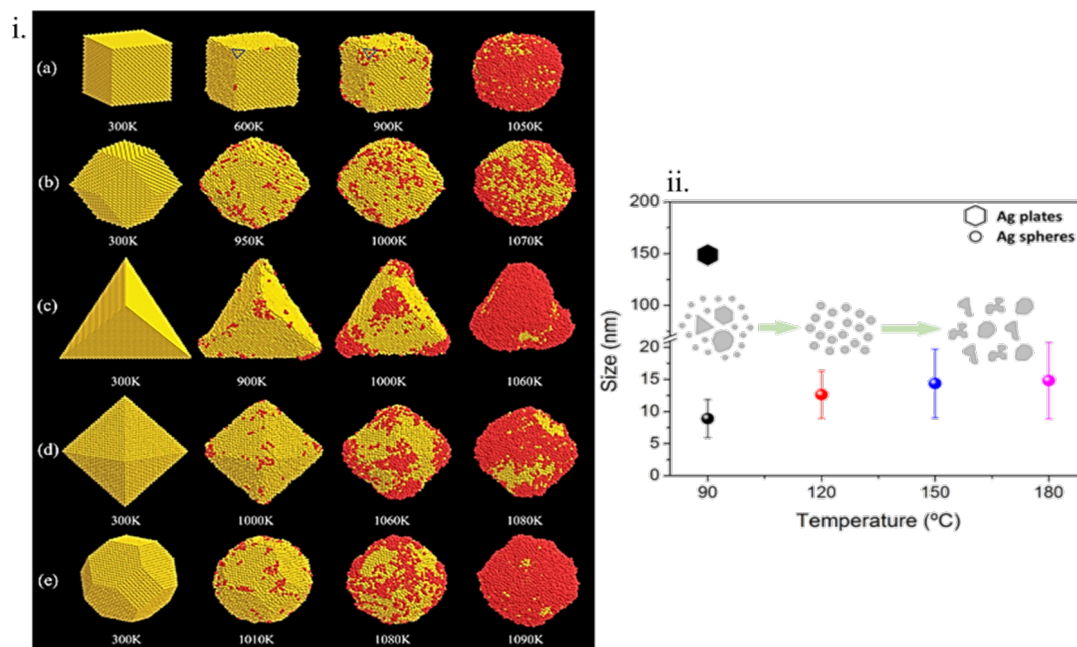 i.
(a)
300K 600K 900K 1050K
(b)
300K 950K 1000K 1070K
(c)
300K 900K 1000K 1060K
(d)
300K 1000K 1060K 1080K
(e)
300K 1010K 1080K 1090K
ii.
Ag plates
Ag spheres
Size (nm)
200
150
100
20
15
10
5
0
90 120 150 180
Temperature (ºC)